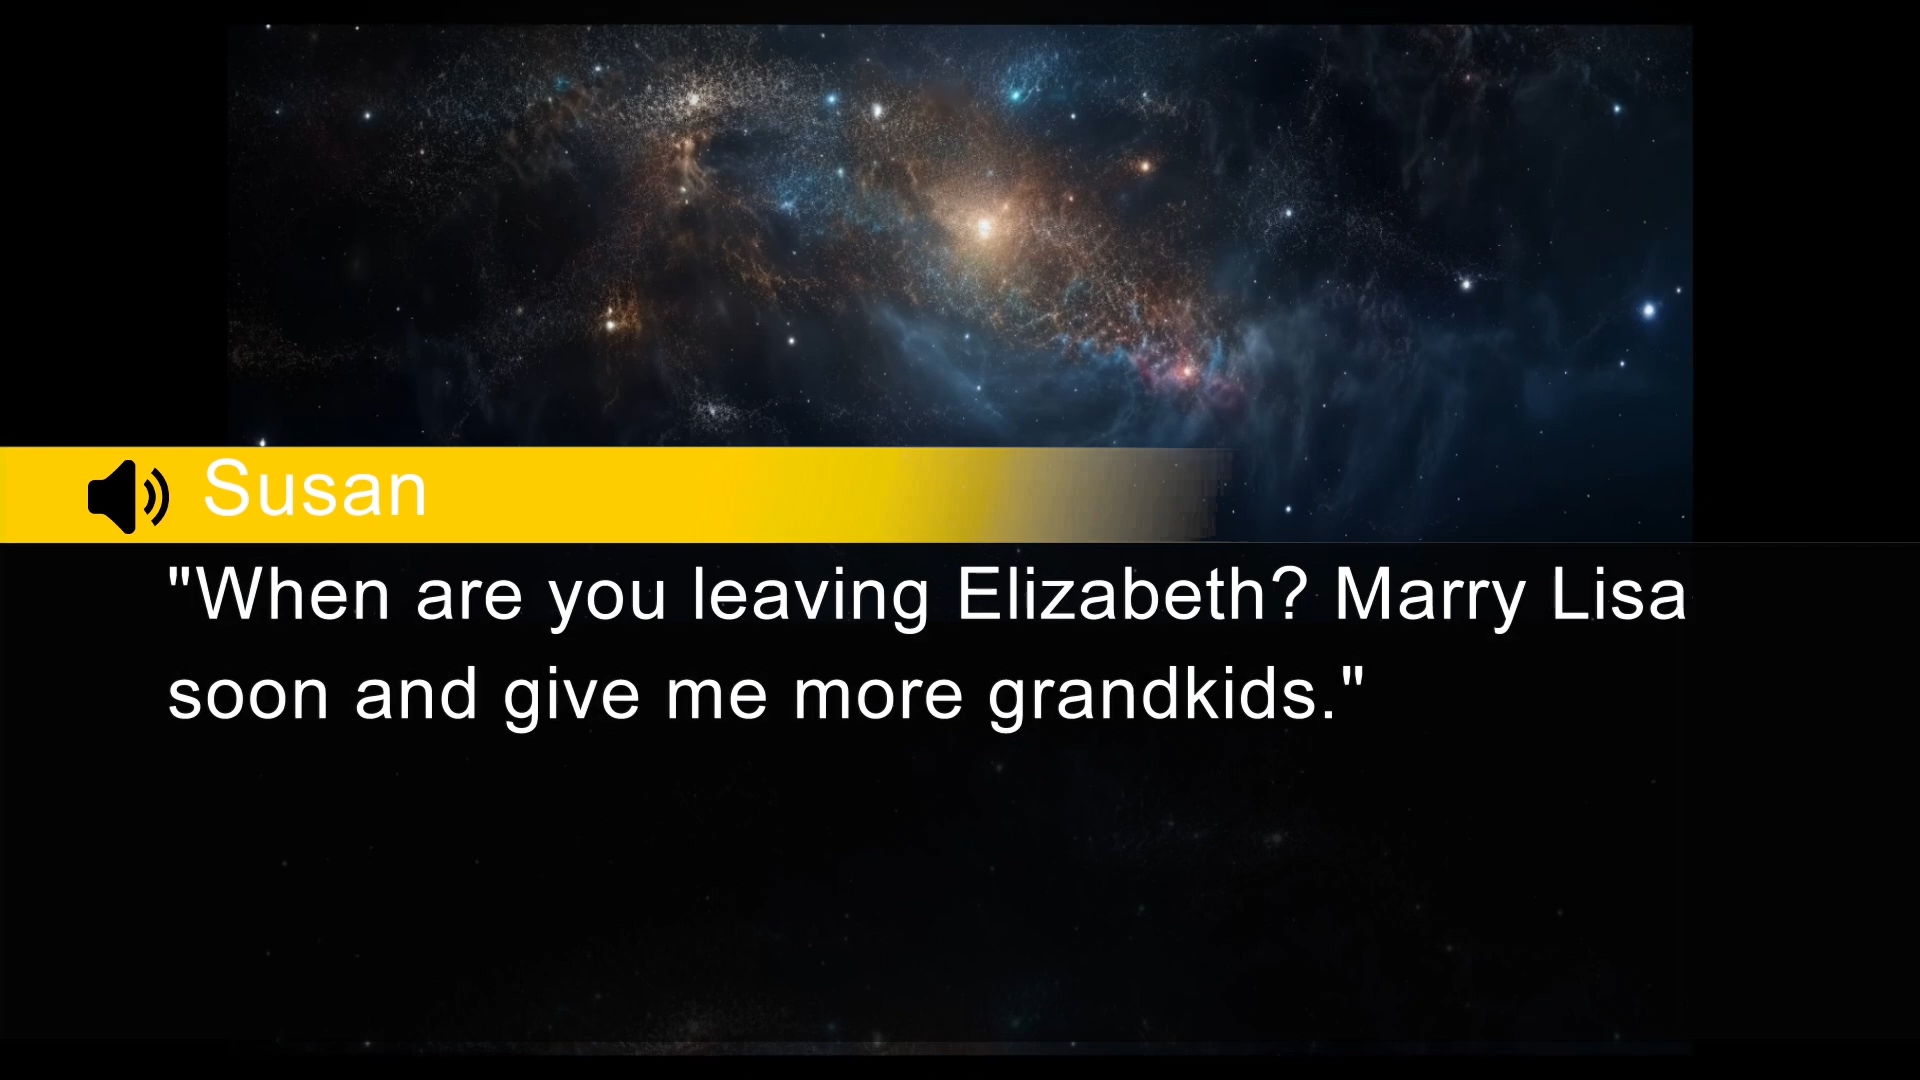 Susan
"When are you leaving Elizabeth? Marry Lisa
soon and give me more grandkids."